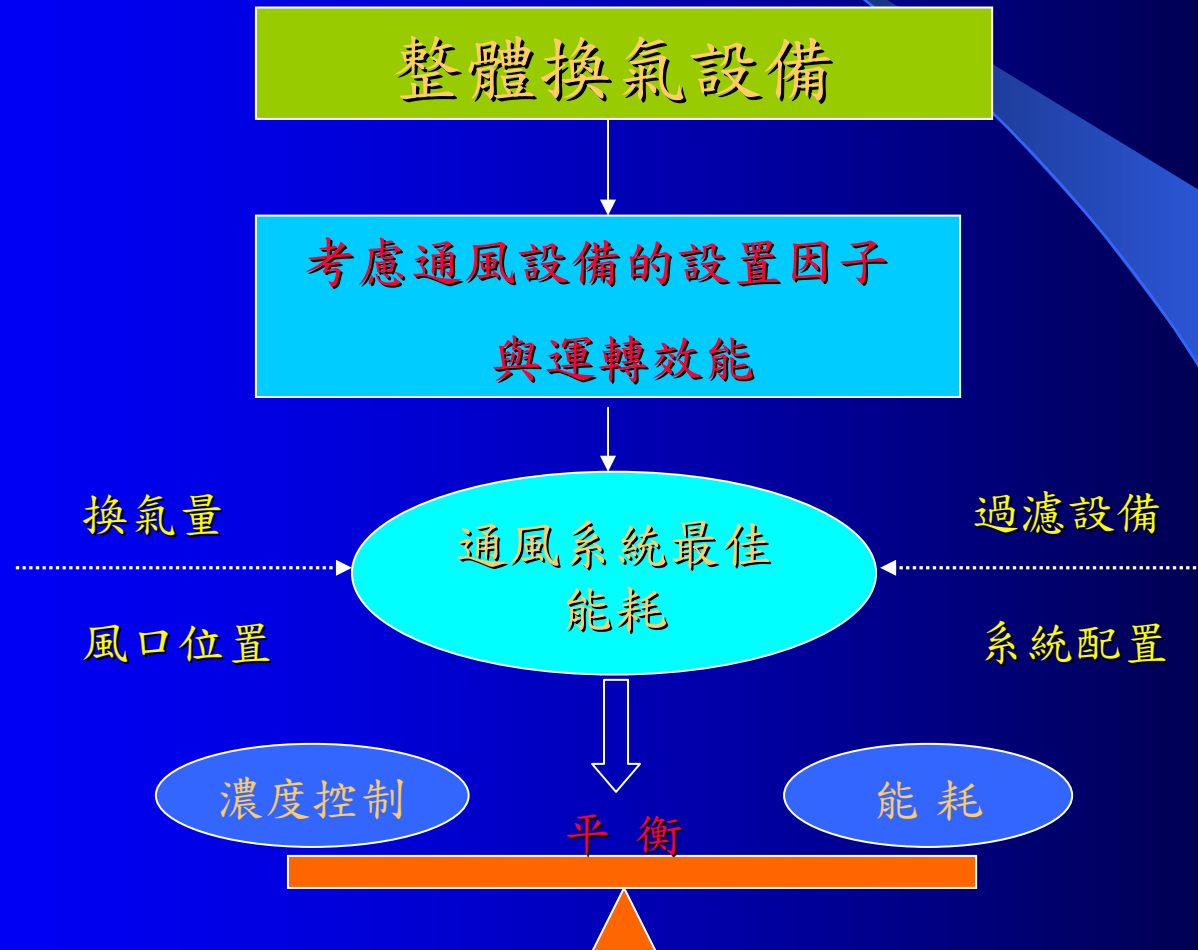 整體換氣設備
考慮通風設備的設置因子
與運轉效能
換氣量
過濾設備
通風系統最佳
能耗
風口位置
系統配置
濃度控制
能 耗
平 衡